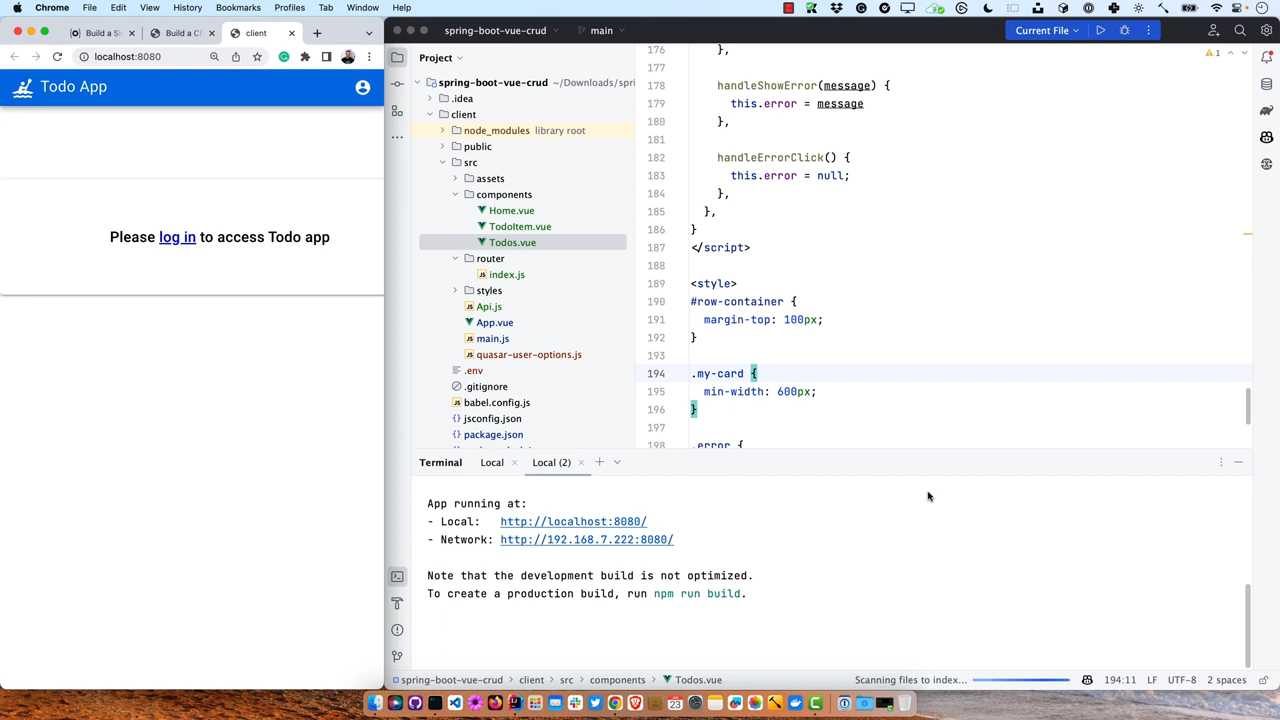 Chrome File Edit View History Bookmarks Profiles Tab Window Help
Build a Si
Build a Cl
client
localhost:8080
Todo App
Please log in to access Todo app
spring-boot-vue-crud
main
Current File
Project
spring-boot-vue-crud ~/Downloads/spri
.idea
client
node_modules library root
public
src
assets
components
Home.vue
TodoItem.vue
Todos.vue
router
index.js
styles
Api.js
App.vue
main.js
quasar-user-options.js
.env
.gitignore
babel.config.js
jsconfig.json
package.json
1
176 },
177
178 handleShowError(message) {
179 this.error = message
180 },
181
182 handleErrorClick() {
183 this.error = null;
184 },
185 },
186 }
187 </script>
188
189 <style>
190 #row-container {
191 margin-top: 100px;
192 }
193
194 .my-card {
195 min-width: 600px;
196 }
197
198 .error {
Terminal Local Local (2)
App running at:
- Local: http://localhost:8080/
- Network: http://192.168.7.222:8080/
Note that the development build is not optimized.
To create a production build, run npm run build.
spring-boot-vue-crud client src components Todos.vue
Scanning files to index...
194:11 LF UTF-8 2 spaces